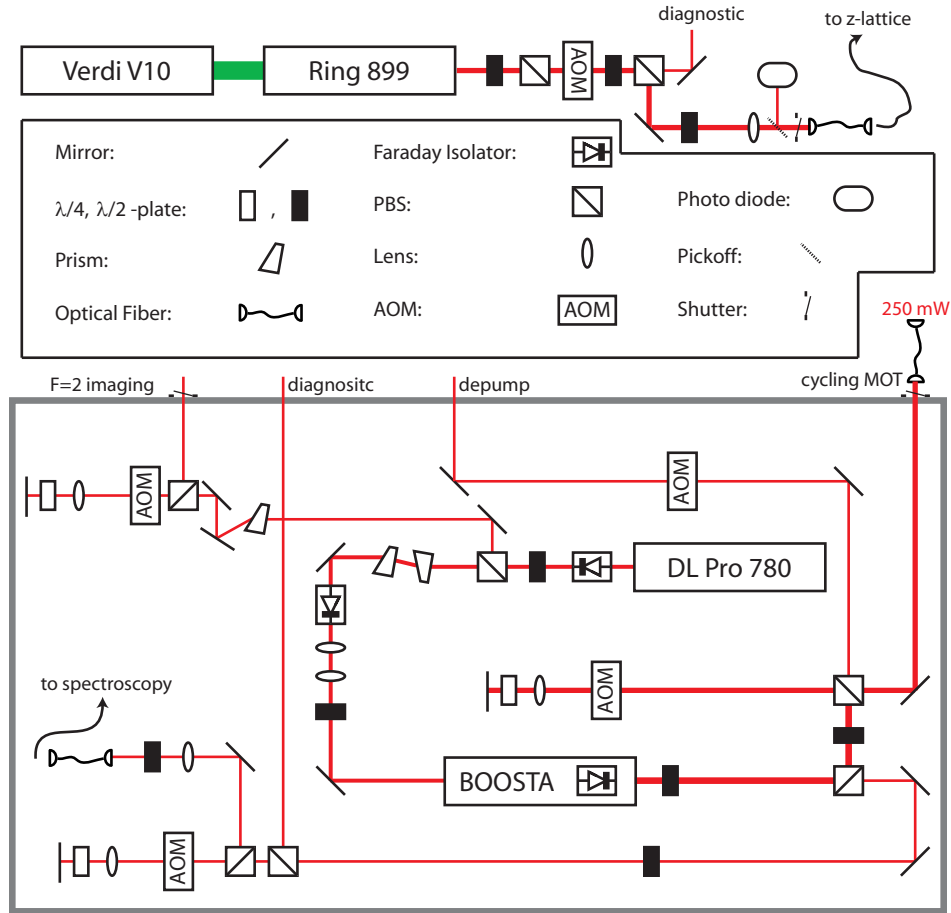 diagnostic
to z-lattice
Verdi V10
Ring 899
AOM
Mirror:
Faraday Isolator:
λ/4, λ/2 -plate:
,
PBS:
Photo diode:
Prism:
Lens:
Pickoff:
Optical Fiber:
AOM:
AOM
Shutter:
250 mW
F=2 imaging
diagnositc
depump
cycling MOT
AOM
AOM
DL Pro 780
AOM
to spectroscopy
BOOSTA
AOM